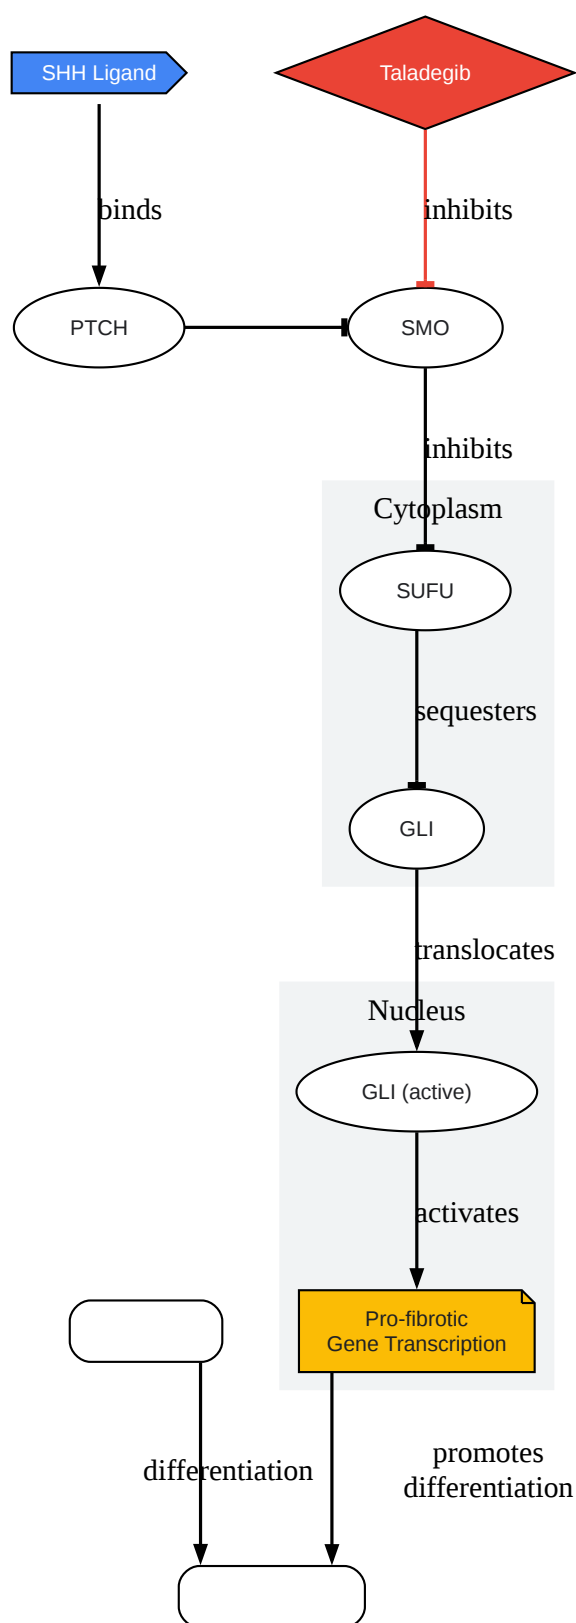 SHH Ligand
Taladegib
binds
inhibits
PTCH
SMO
inhibits
Cytoplasm
SUFU
sequesters
GLI
translocates
Nucleus
GLI (active)
activates
Pro-fibrotic
Gene Transcription
differentiation
promotes
differentiation